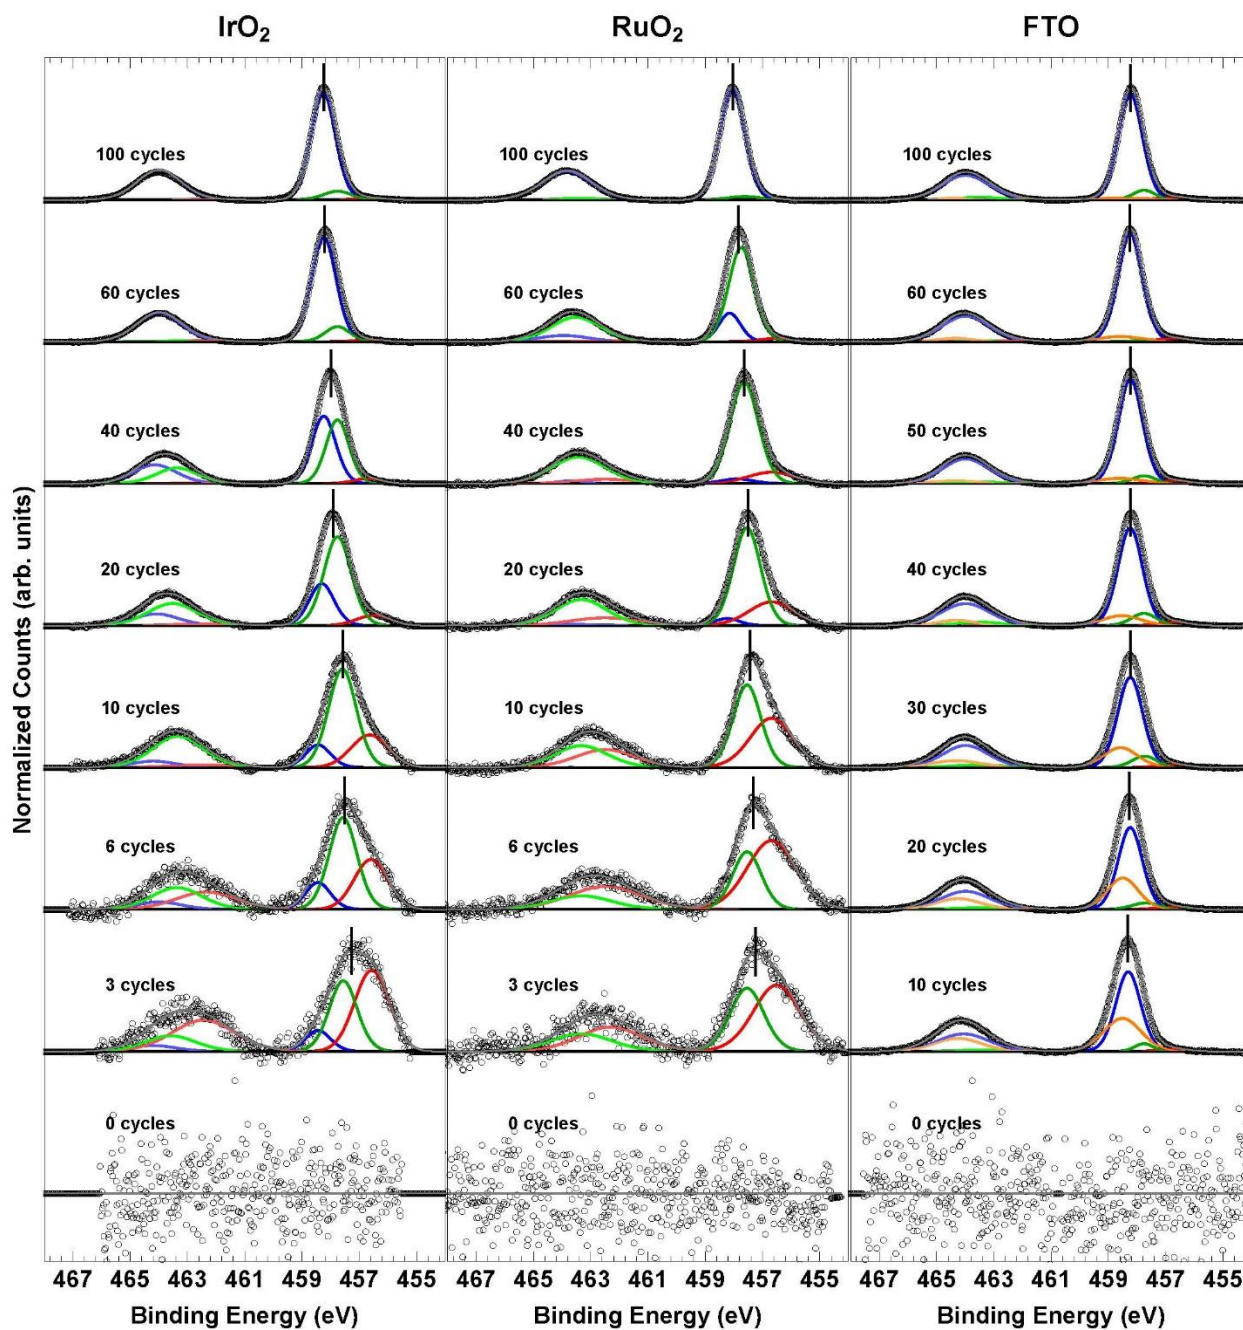 IrO₂ RuO₂ FTO
100 cycles 100 cycles 100 cycles
60 cycles 60 cycles 60 cycles
40 cycles 40 cycles 50 cycles
20 cycles 20 cycles 40 cycles
10 cycles 10 cycles 30 cycles
6 cycles 6 cycles 20 cycles
3 cycles 3 cycles 10 cycles
0 cycles 0 cycles 0 cycles
Normalized Counts (arb. units)
467 465 463 461 459 457 455 467 465 463 461 459 457 455 467 465 463 461 459 457 455
Binding Energy (eV) Binding Energy (eV) Binding Energy (eV)